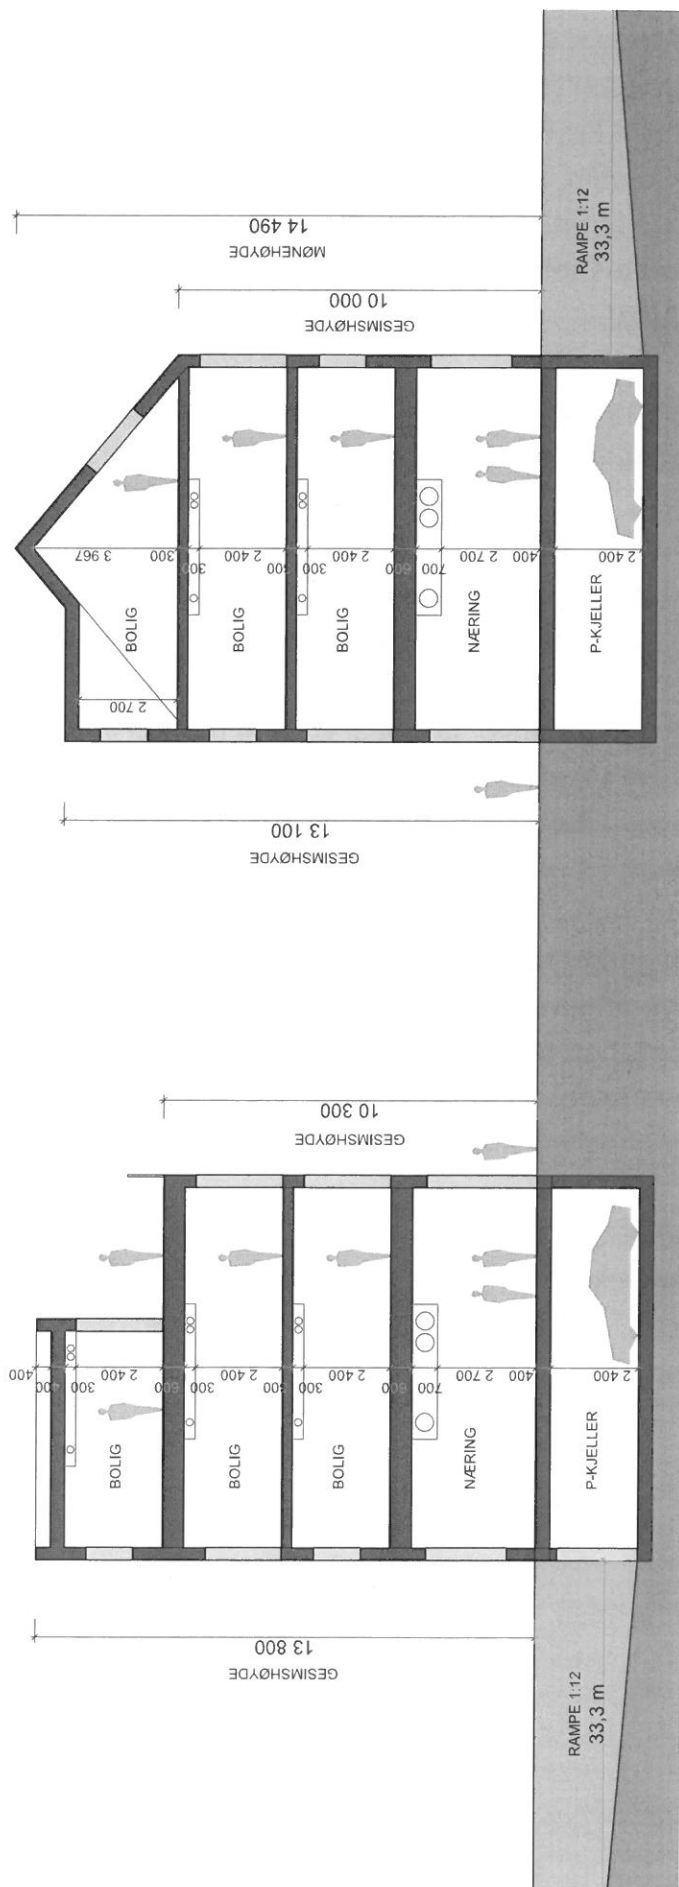 MØNEHØYDE
14 490
GESIMSHØYDE
10 000
RAMPE 1:12
33,3 m
3 967
300
BOLIG
2 700
300
2 400
BOLIG
300
2 400
BOLIG
600
700
2 700
NÆRING
400
2 400
P-KJELLER
GESIMSHØYDE
13 100
GESIMSHØYDE
10 300
400
400
300
2 400
BOLIG
600
300
2 400
BOLIG
300
2 400
BOLIG
600
700
2 700
NÆRING
400
2 400
P-KJELLER
GESIMSHØYDE
13 800
RAMPE 1:12
33,3 m